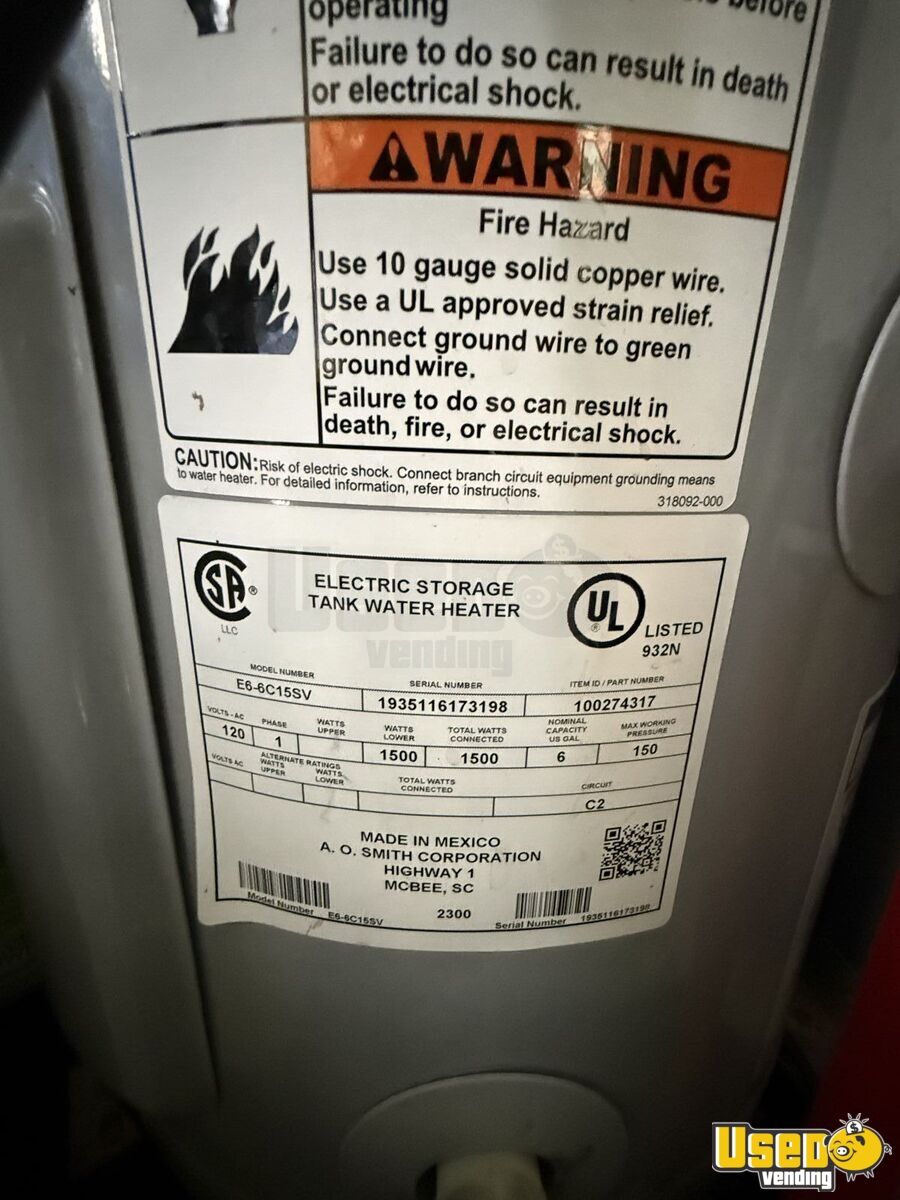 operating
before
Failure to do so can result in death
or electrical shock.
WARNING
Fire Hazard
Use 10 gauge solid copper wire.
Use a UL approved strain relief.
Connect ground wire to green
ground wire.
Failure to do so can result in
death, fire, or electrical shock.
CAUTION: Risk of electric shock. Connect branch circuit equipment grounding means
to water heater. For detailed information, refer to instructions.
318092-000
SA ®
LLC
ELECTRIC STORAGE
TANK WATER HEATER
UL ®
LISTED
932N
Used
vending
MODEL NUMBER SERIAL NUMBER ITEM ID / PART NUMBER
E6-6C15SV 1935116173198 100274317
VOLTS - AC PHASE WATTS UPPER WATTS LOWER TOTAL WATTS CONNECTED NOMINAL CAPACITY US GAL MAX WORKING PRESSURE
120 1 1500 1500 6 150
ALTERNATE RATINGS
VOLTS AC WATTS UPPER WATTS LOWER TOTAL WATTS CONNECTED CIRCUIT
C2
MADE IN MEXICO
A. O. SMITH CORPORATION
HIGHWAY 1
MCBEE, SC
2300
Model Number E6-6C15SV
Serial Number 1935116173198
Used
vending